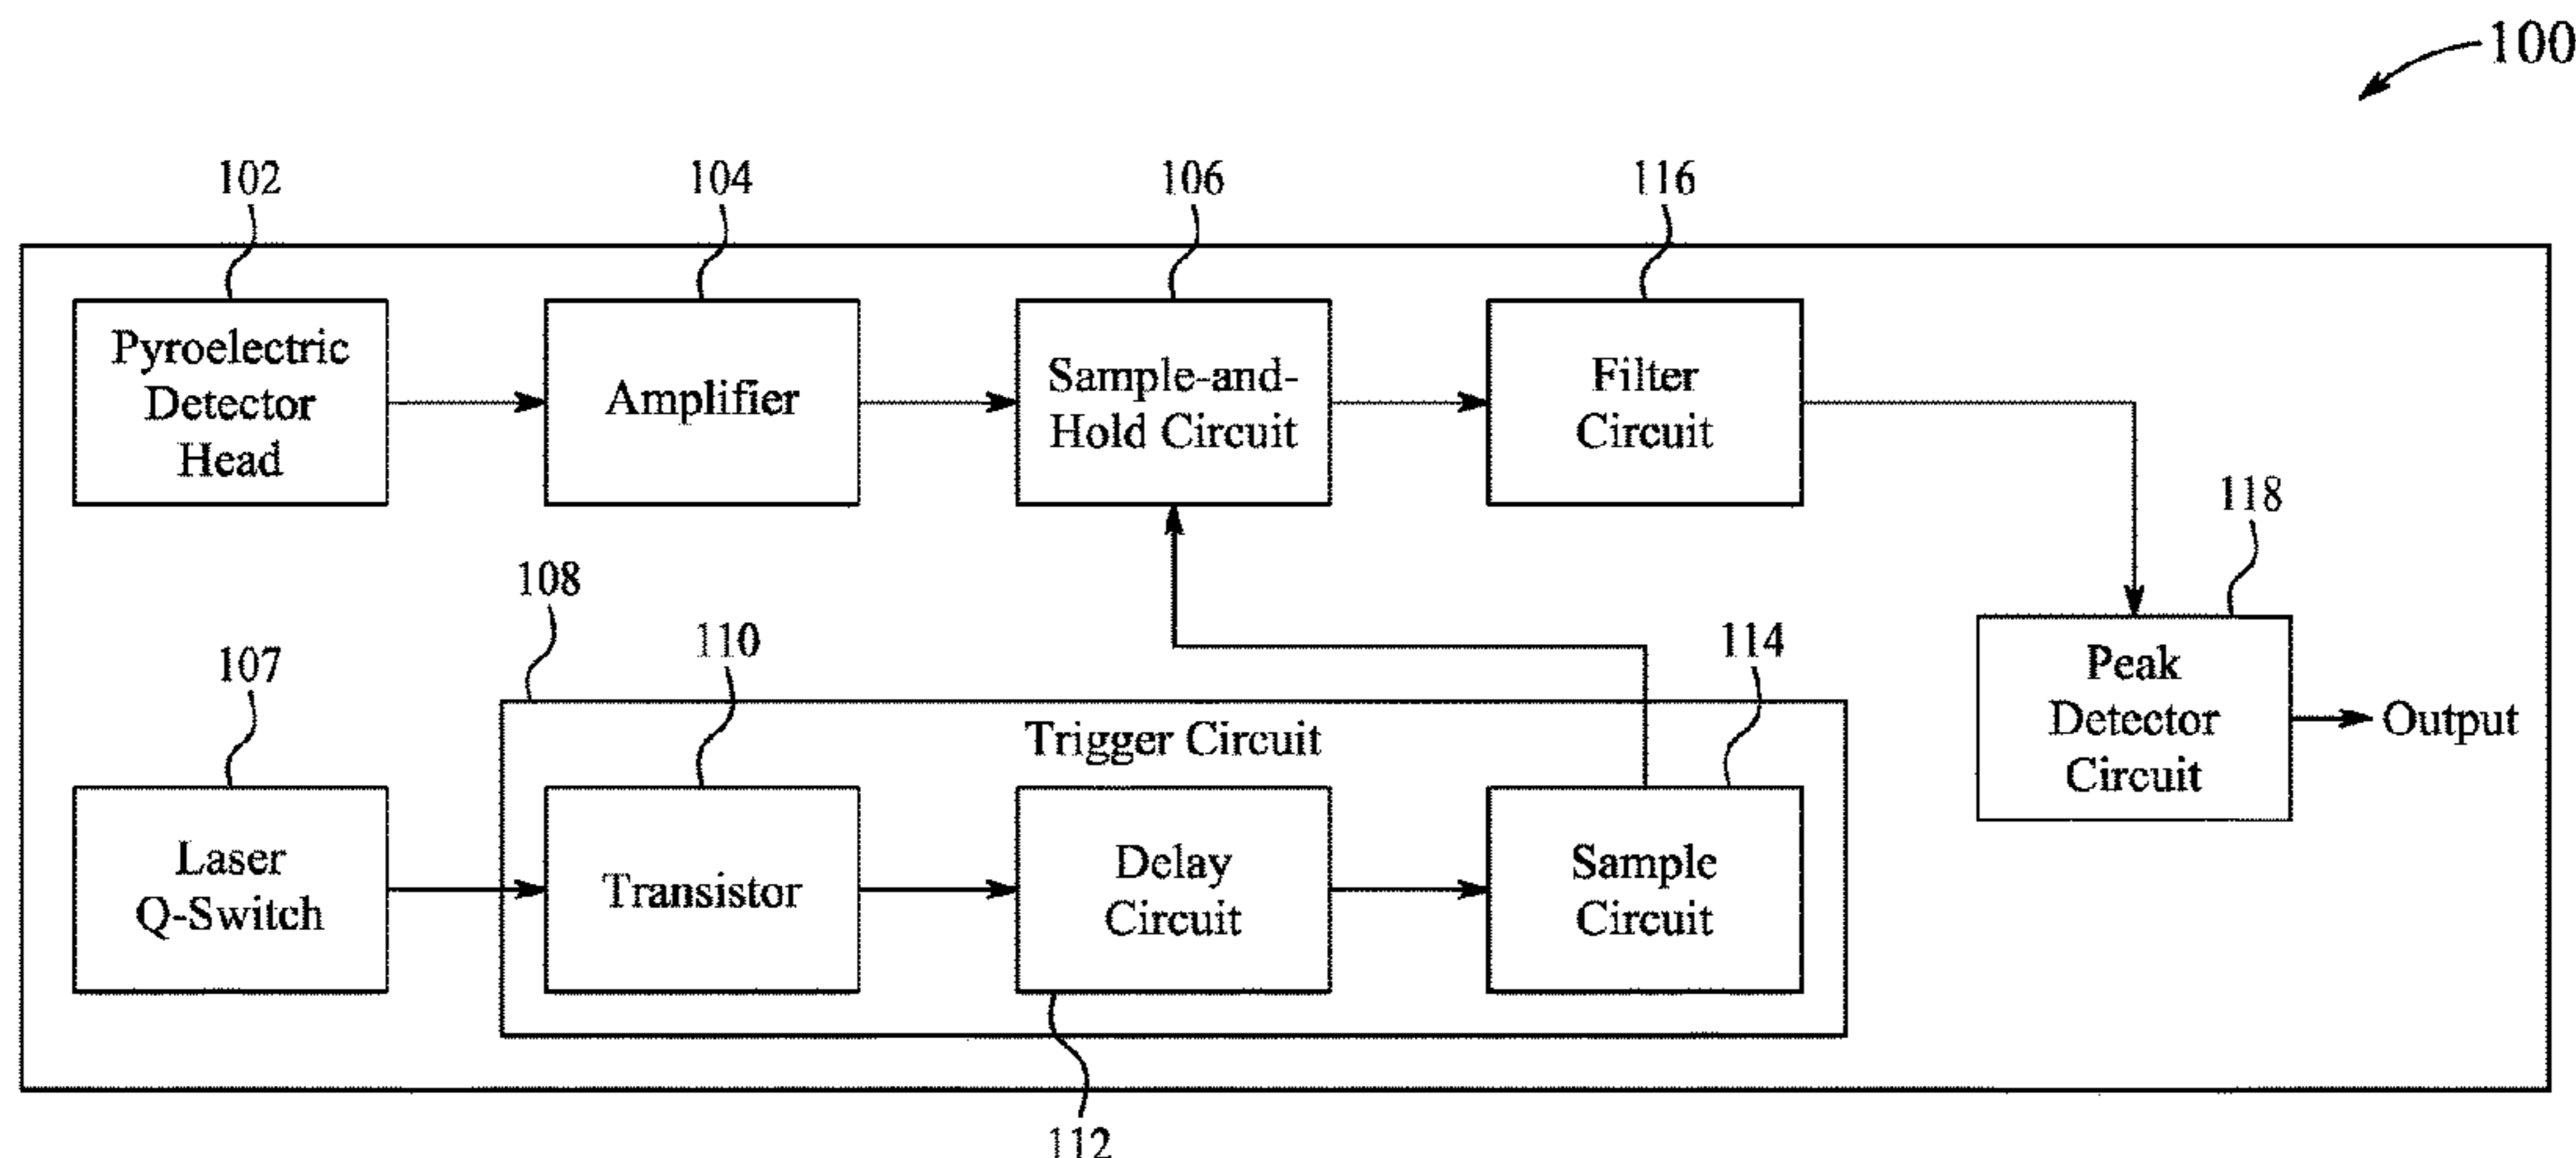 100
102
104
106
116
Pyroelectric
Detector
Head
Amplifier
Sample-and-
Hold Circuit
Filter
Circuit
118
108
107
110
114
Peak
Detector
Circuit
Output
Trigger Circuit
Laser
Q-Switch
Transistor
Delay
Circuit
Sample
Circuit
112